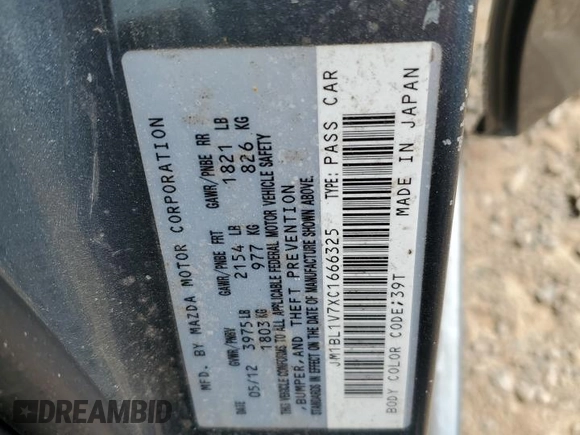 MFD. BY MAZDA MOTOR CORPORATION
DATE GVWR/PNBV GAWR/PNBE FRT GAWR/PNBE RR
05/12 3975 LB 2154 LB 1821 LB
1803 KG 977 KG 826 KG
THIS VEHICLE CONFORMS TO ALL APPLICABLE FEDERAL MOTOR VEHICLE SAFETY
,BUMPER,AND THEFT PREVENTION
STANDARDS IN EFFECT ON THE DATE OF MANUFACTURE SHOWN ABOVE.
JM1BL1V7XC1666325 TYPE: PASS CAR
BODY COLOR CODE;39T MADE IN JAPAN
DREAMBID